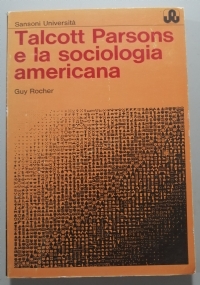 Sansoni Università
Talcott Parsons
e la sociologia
americana
Guy Rocher